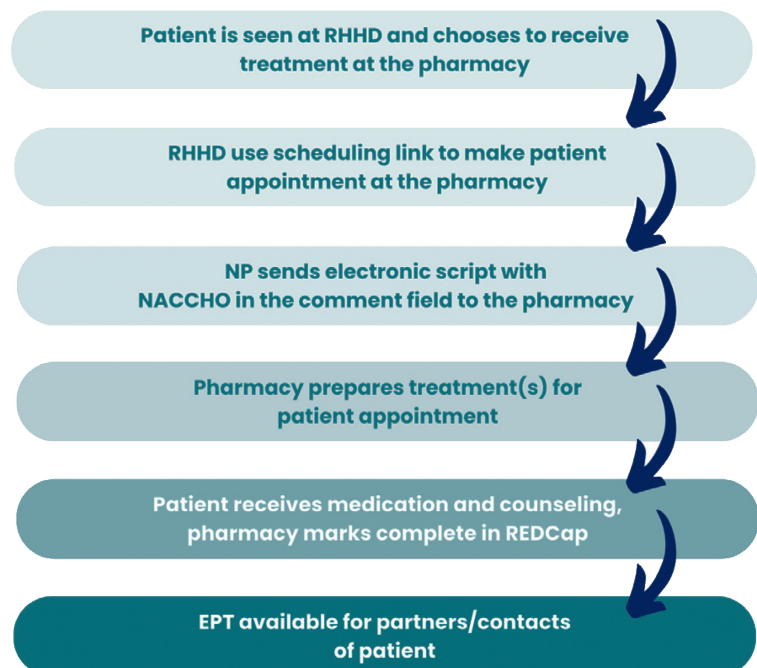 Patient is seen at RHHD and chooses to receive
treatment at the pharmacy
RHHD use scheduling link to make patient
appointment at the pharmacy
NP sends electronic script with
NACCHO in the comment field to the pharmacy
Pharmacy prepares treatment(s) for
patient appointment
Patient receives medication and counseling,
pharmacy marks complete in REDCap
EPT available for partners/contacts
of patient